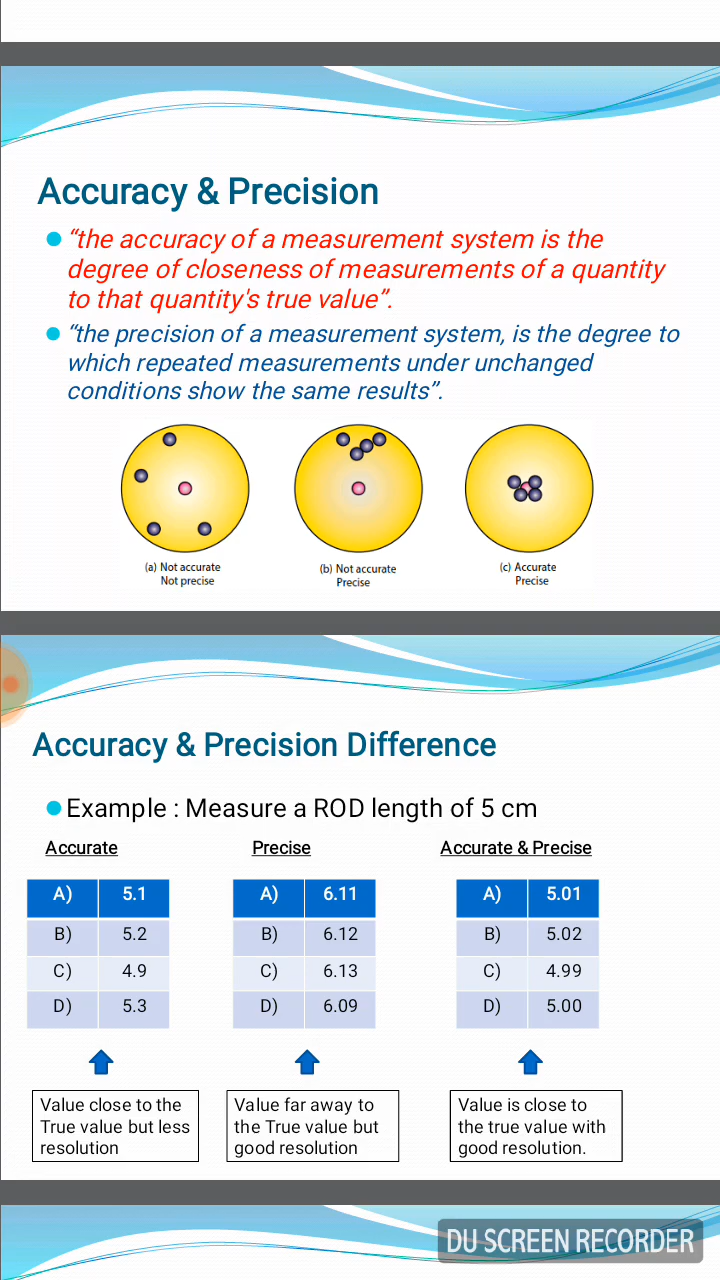 Accuracy & Precision
“the accuracy of a measurement system is the
degree of closeness of measurements of a quantity
to that quantity's true value”.
“the precision of a measurement system, is the degree to
which repeated measurements under unchanged
conditions show the same results”.
(a) Not accurate
Not precise
(b) Not accurate
Precise
(c) Accurate
Precise
Accuracy & Precision Difference
Example : Measure a ROD length of 5 cm
Accurate
A) 5.1
B) 5.2
C) 4.9
D) 5.3
Value close to the
True value but less
resolution
Precise
A) 6.11
B) 6.12
C) 6.13
D) 6.09
Value far away to
the True value but
good resolution
Accurate & Precise
A) 5.01
B) 5.02
C) 4.99
D) 5.00
Value is close to
the true value with
good resolution.
DU SCREEN RECORDER